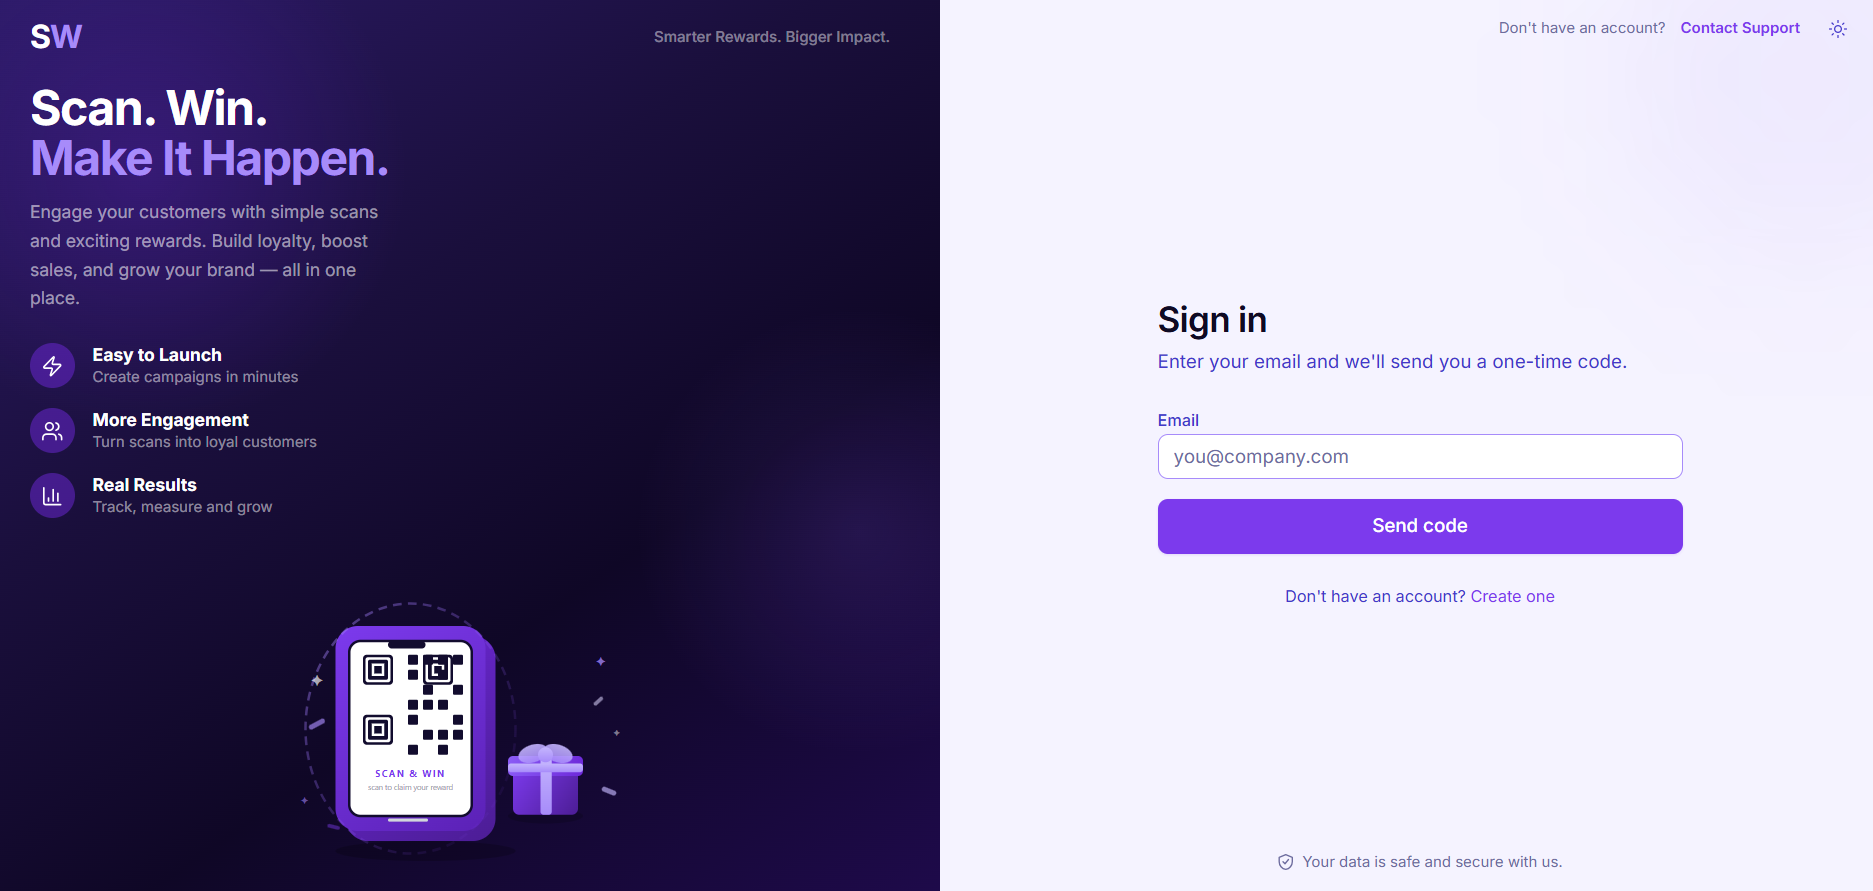 SW
Smarter Rewards. Bigger Impact.
Scan. Win.
Make It Happen.
Engage your customers with simple scans
and exciting rewards. Build loyalty, boost
sales, and grow your brand — all in one
place.
Easy to Launch
Create campaigns in minutes
More Engagement
Turn scans into loyal customers
Real Results
Track, measure and grow
SCAN & WIN
scan to claim your reward
Don't have an account? Contact Support
Sign in
Enter your email and we'll send you a one-time code.
Email
you@company.com
Send code
Don't have an account? Create one
Your data is safe and secure with us.